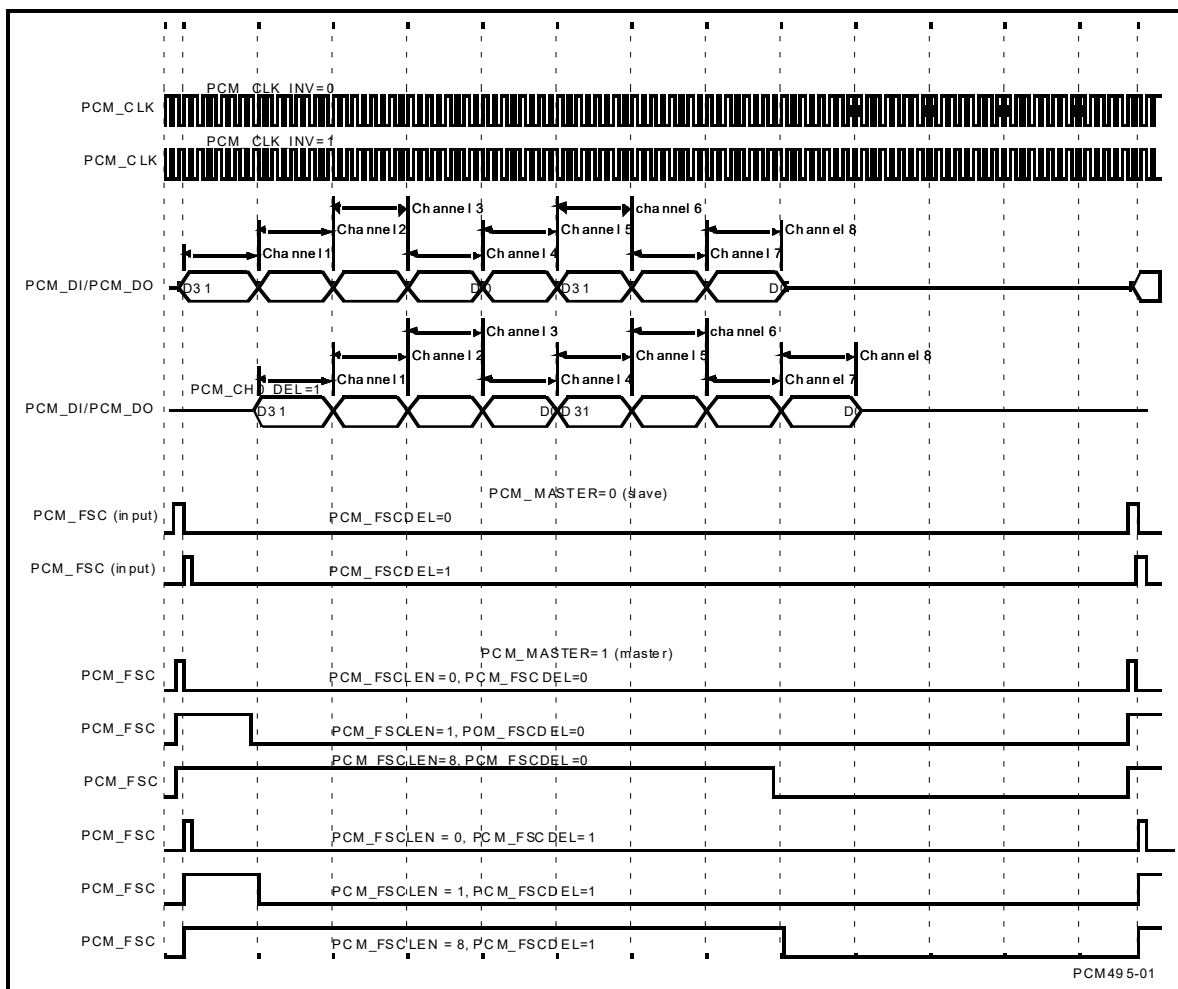 PCM_CLK_INV=0
PCM_CLK
PCM_CLK_INV=1
PCM_CLK
Channel 3 channel 6
Channel 2 Channel 5 Channel 8
Channel 1 Channel 4 Channel 7
PCM_DI/PCM_DO D31 D0 D31 D0
Channel 3 channel 6
Channel 2 Channel 5 Channel 8
Channel 1 Channel 4 Channel 7
PCM_CH0_DEL=1
PCM_DI/PCM_DO D31 D0 D31 D0
PCM_MASTER=0 (slave)
PCM_FSC (input) PCM_FSCDEL=0
PCM_FSC (input) PCM_FSCDEL=1
PCM_MASTER=1 (master)
PCM_FSC PCM_FSCLEN=0, PCM_FSCDEL=0
PCM_FSC PCM_FSCLEN=1, PCM_FSCDEL=0
PCM_FSCLEN=8, PCM_FSCDEL=0
PCM_FSC
PCM_FSC PCM_FSCLEN = 0, PCM_FSCDEL=1
PCM_FSC PCM_FSCLEN = 1, PCM_FSCDEL=1
PCM_FSC PCM_FSCLEN = 8, PCM_FSCDEL=1
PCM495-01